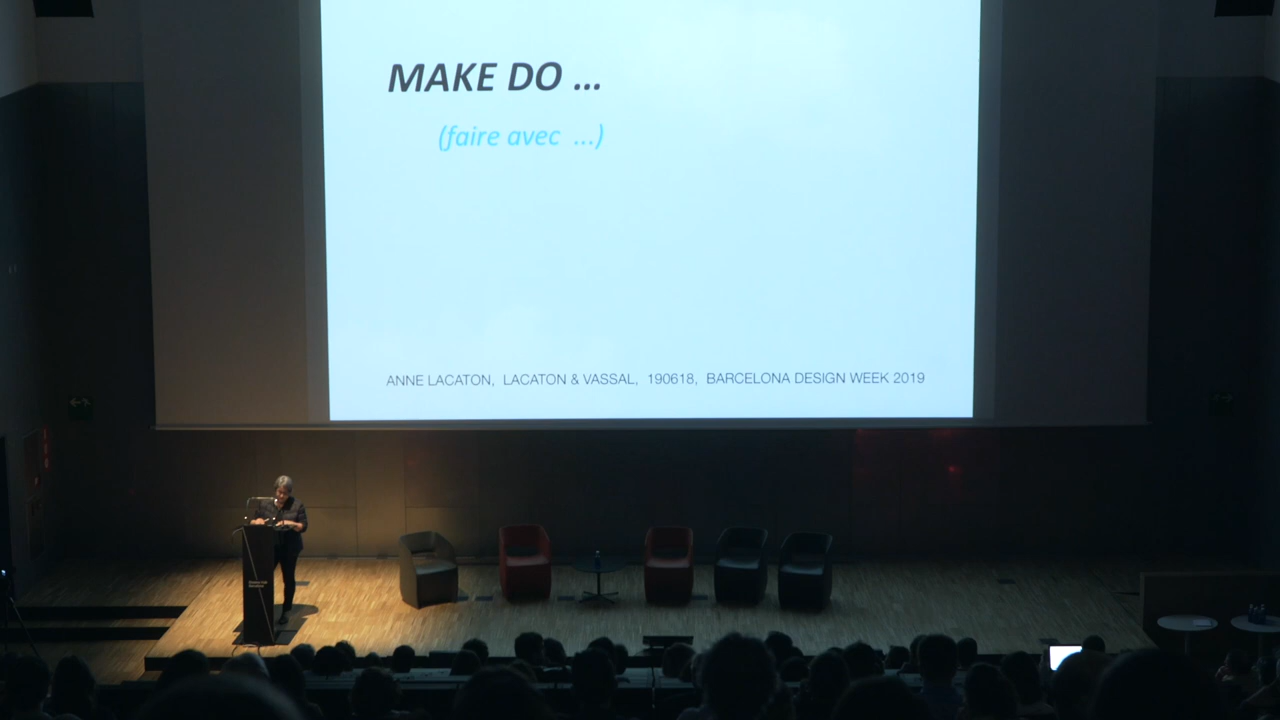 MAKE DO ...
(faire avec ...)
ANNE LACATON, LACATON & VASSAL, 190618, BARCELONA DESIGN WEEK 2019